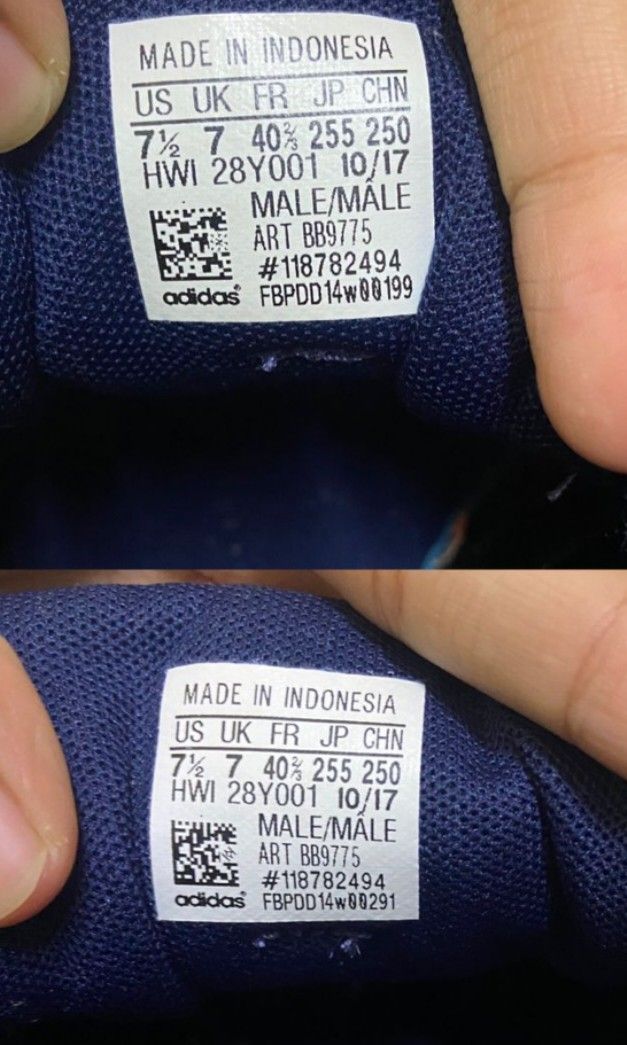 MADE IN INDONESIA
US UK FR JP CHN
7½ 7 40⅔ 255 250
HWI 28Y001 10/17
MALE/MÂLE
ART BB9775
#118782494
adidas FBPDD14w00199
MADE IN INDONESIA
US UK FR JP CHN
7½ 7 40⅔ 255 250
HWI 28Y001 10/17
MALE/MÂLE
ART BB9775
#118782494
adidas FBPDD14w00291